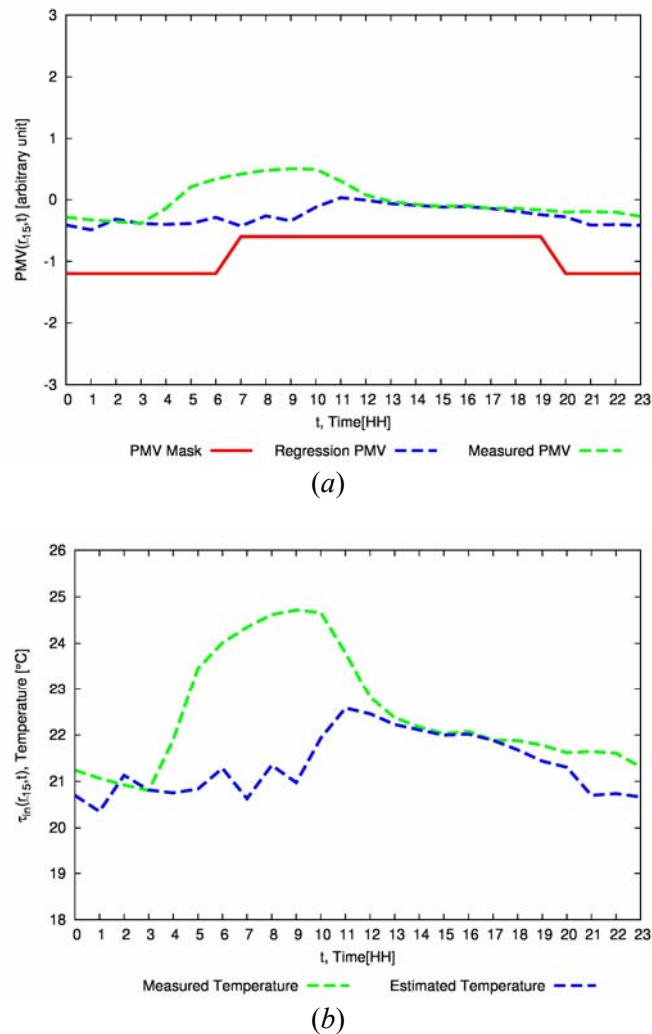 3
2
1
0
-1
-2
-3
PMV(r₁₅,t) [arbitrary unit]
0 1 2 3 4 5 6 7 8 9 10 11 12 13 14 15 16 17 18 19 20 21 22 23
t, Time[HH]
PMV Mask Regression PMV Measured PMV
(a)
26
25
24
23
22
21
20
19
18
τin(r₁₅,t), Temperature [°C]
0 1 2 3 4 5 6 7 8 9 10 11 12 13 14 15 16 17 18 19 20 21 22 23
t, Time[HH]
Measured Temperature Estimated Temperature
(b)